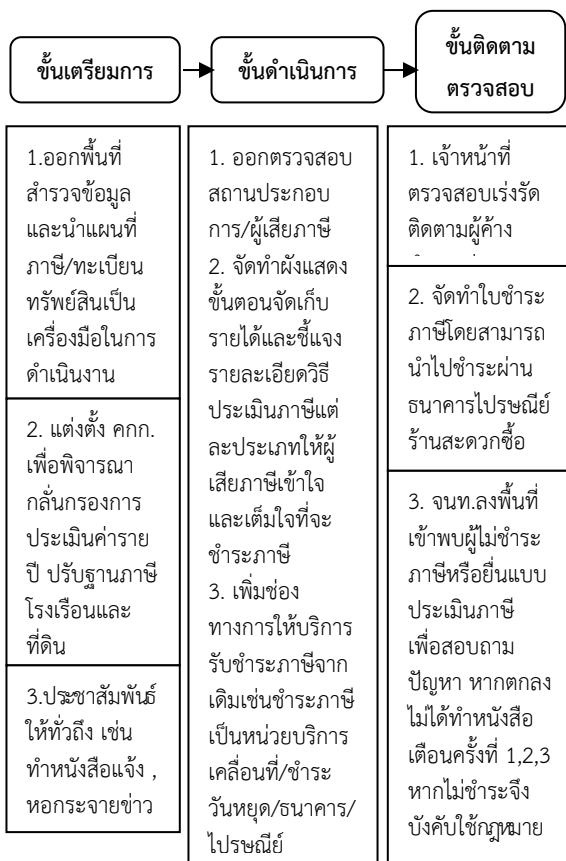 ขั้นเตรียมการ
ขั้นดำเนินการ
ขั้นติดตาม
ตรวจสอบ
1.ออกพื้นที่
สำรวจข้อมูล
และนำแผนที่
ภาษี/ทะเบียน
ทรัพย์สินเป็น
เครื่องมือในการ
ดำเนินงาน
2. แต่งตั้ง คกก.
เพื่อพิจารณา
กลั่นกรองการ
ประเมินค่าราย
ปี ปรับฐานภาษี
โรงเรือนและ
ที่ดิน
3.ประชาสัมพันธ์
ให้ทั่วถึง เช่น
ทำหนังสือแจ้ง ,
หอกระจายข่าว
1. ออกตรวจสอบ
สถานประกอบ
การ/ผู้เสียภาษี
2. จัดทำผังแสดง
ขั้นตอนจัดเก็บ
รายได้และชี้แจง
รายละเอียดวิธี
ประเมินภาษีแต่
ละประเภทให้ผู้
เสียภาษีเข้าใจ
และเต็มใจที่จะ
ชำระภาษี
3. เพิ่มช่อง
ทางการให้บริการ
รับชำระภาษีจาก
เดิมเช่นชำระภาษี
เป็นหน่วยบริการ
เคลื่อนที่/ชำระ
วันหยุด/ธนาคาร/
ไปรษณีย์
1. เจ้าหน้าที่
ตรวจสอบเร่งรัด
ติดตามผู้ค้าง
2. จัดทำใบชำระ
ภาษีโดยสามารถ
นำไปชำระผ่าน
ธนาคารไปรษณีย์
ร้านสะดวกซื้อ
3. จนท.ลงพื้นที่
เข้าพบผู้ไม่ชำระ
ภาษีหรือยื่นแบบ
ประเมินภาษี
เพื่อสอบถาม
ปัญหา หากตกลง
ไม่ได้ทำหนังสือ
เตือนครั้งที่ 1,2,3
หากไม่ชำระจึง
บังคับใช้กฎหมาย